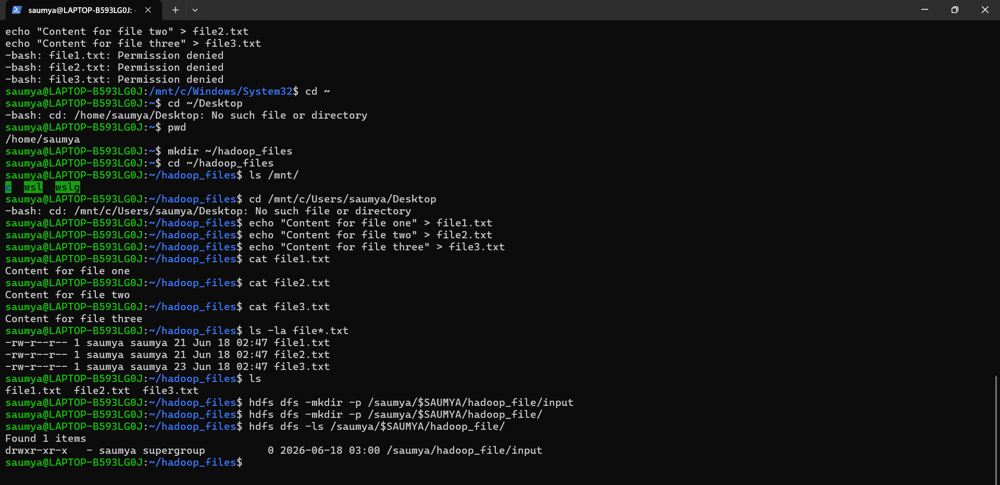 saumya@LAPTOP-B593LG0J:
echo "Content for file two" > file2.txt
echo "Content for file three" > file3.txt
-bash: file1.txt: Permission denied
-bash: file2.txt: Permission denied
-bash: file3.txt: Permission denied
saumya@LAPTOP-B593LG0J:/mnt/c/Windows/System32$ cd ~
saumya@LAPTOP-B593LG0J:~$ cd ~/Desktop
-bash: cd: /home/saumya/Desktop: No such file or directory
saumya@LAPTOP-B593LG0J:~$ pwd
/home/saumya
saumya@LAPTOP-B593LG0J:~$ mkdir ~/hadoop_files
saumya@LAPTOP-B593LG0J:~$ cd ~/hadoop_files
saumya@LAPTOP-B593LG0J:~/hadoop_files$ ls /mnt/
c  wsl  wslg
saumya@LAPTOP-B593LG0J:~/hadoop_files$ cd /mnt/c/Users/saumya/Desktop
-bash: cd: /mnt/c/Users/saumya/Desktop: No such file or directory
saumya@LAPTOP-B593LG0J:~/hadoop_files$ echo "Content for file one" > file1.txt
saumya@LAPTOP-B593LG0J:~/hadoop_files$ echo "Content for file two" > file2.txt
saumya@LAPTOP-B593LG0J:~/hadoop_files$ echo "Content for file three" > file3.txt
saumya@LAPTOP-B593LG0J:~/hadoop_files$ cat file1.txt
Content for file one
saumya@LAPTOP-B593LG0J:~/hadoop_files$ cat file2.txt
Content for file two
saumya@LAPTOP-B593LG0J:~/hadoop_files$ cat file3.txt
Content for file three
saumya@LAPTOP-B593LG0J:~/hadoop_files$ ls -la file*.txt
-rw-r--r-- 1 saumya saumya 21 Jun 18 02:47 file1.txt
-rw-r--r-- 1 saumya saumya 21 Jun 18 02:47 file2.txt
-rw-r--r-- 1 saumya saumya 23 Jun 18 02:47 file3.txt
saumya@LAPTOP-B593LG0J:~/hadoop_files$ ls
file1.txt  file2.txt  file3.txt
saumya@LAPTOP-B593LG0J:~/hadoop_files$ hdfs dfs -mkdir -p /saumya/$SAUMYA/hadoop_file/input
saumya@LAPTOP-B593LG0J:~/hadoop_files$ hdfs dfs -mkdir -p /saumya/$SAUMYA/hadoop_file/
saumya@LAPTOP-B593LG0J:~/hadoop_files$ hdfs dfs -ls /saumya/$SAUMYA/hadoop_file/
Found 1 items
drwxr-xr-x   - saumya supergroup          0 2026-06-18 03:00 /saumya/hadoop_file/input
saumya@LAPTOP-B593LG0J:~/hadoop_files$